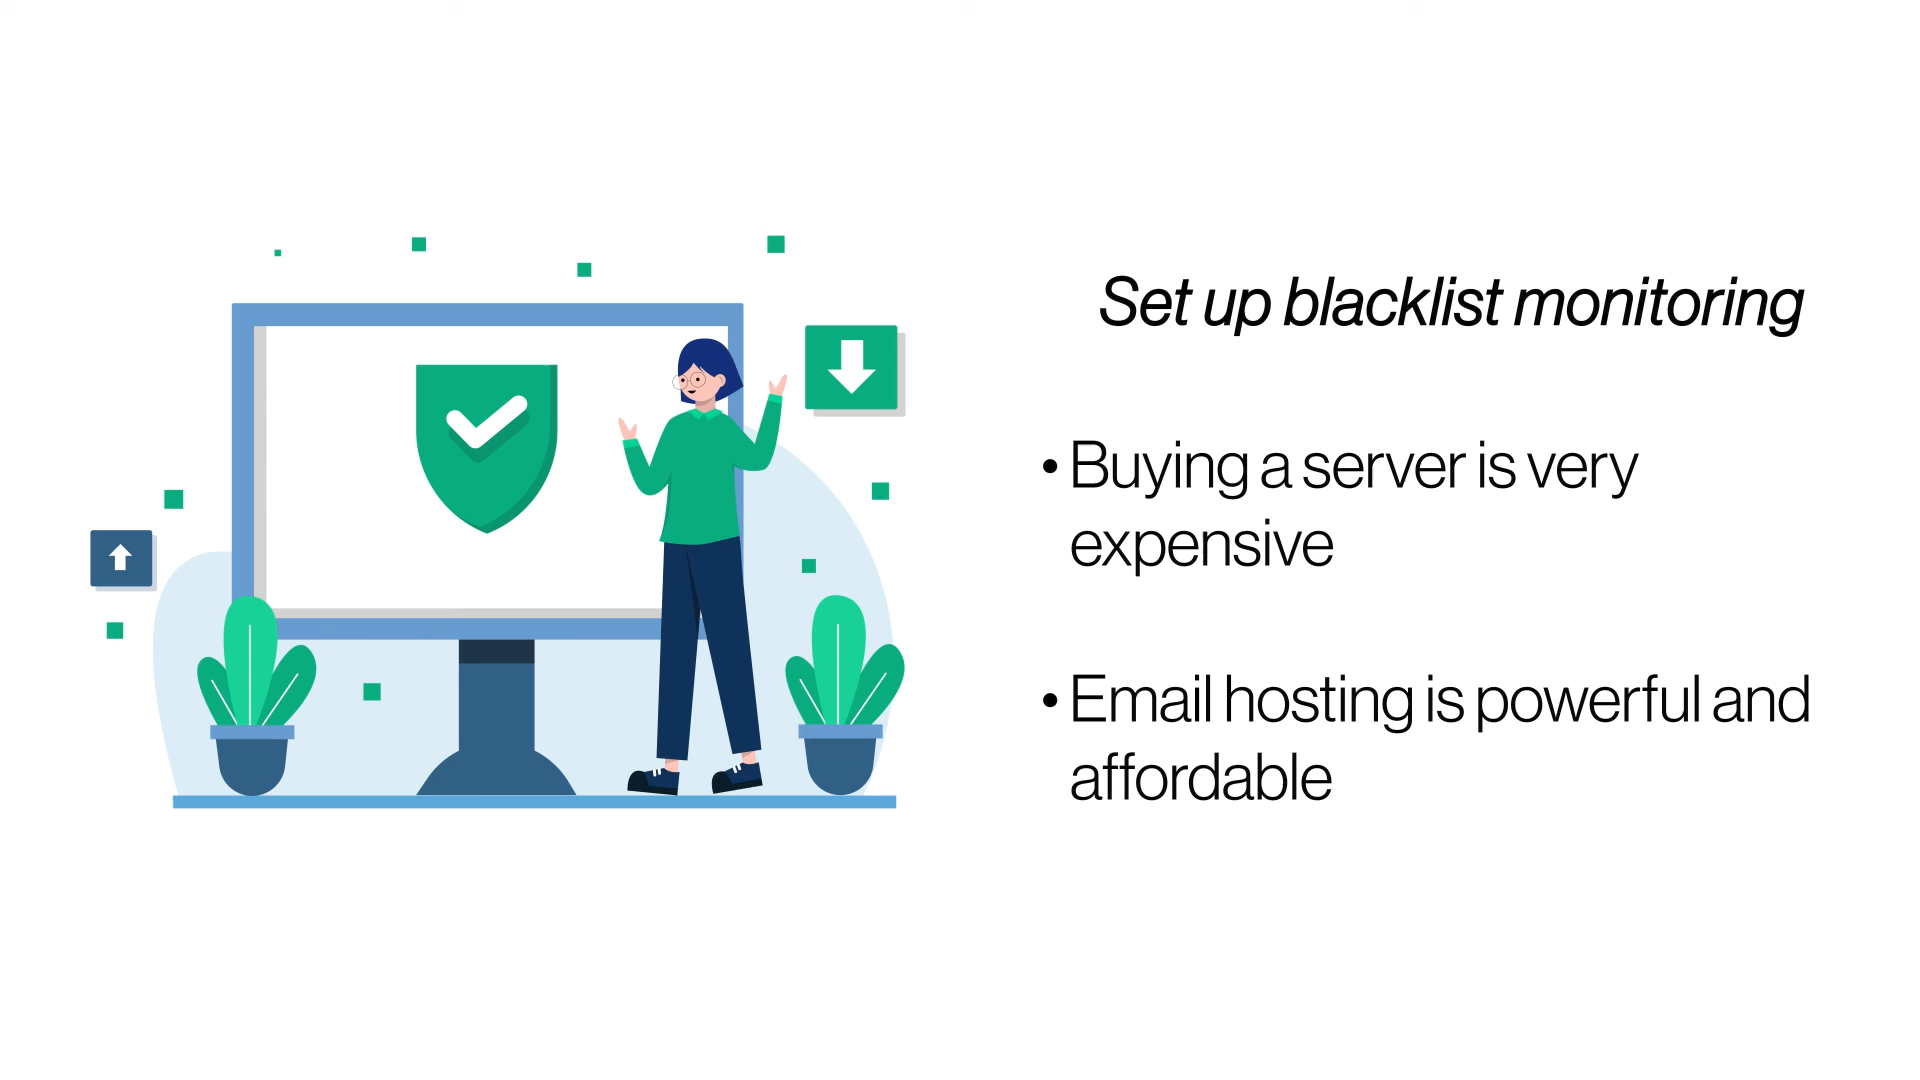 Set up blacklist monitoring
• Buying a server is very
expensive
• Email hosting is powerful and
affordable